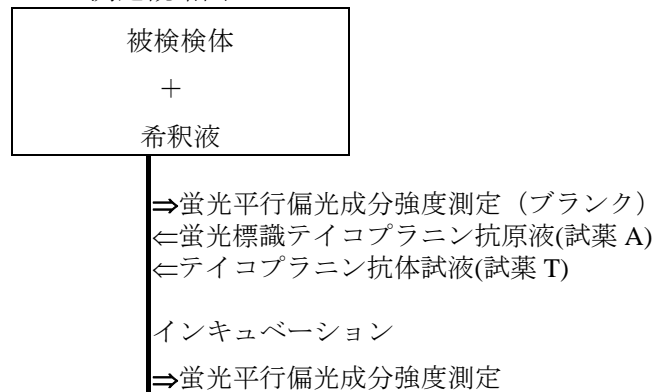 被検検体
＋
希釈液
⇒蛍光平行偏光成分強度測定（ブランク）
⇐蛍光標識テイコプラニン抗原液(試薬 A)
⇐テイコプラニン抗体試液(試薬 T)
インキュベーション
⇒蛍光平行偏光成分強度測定